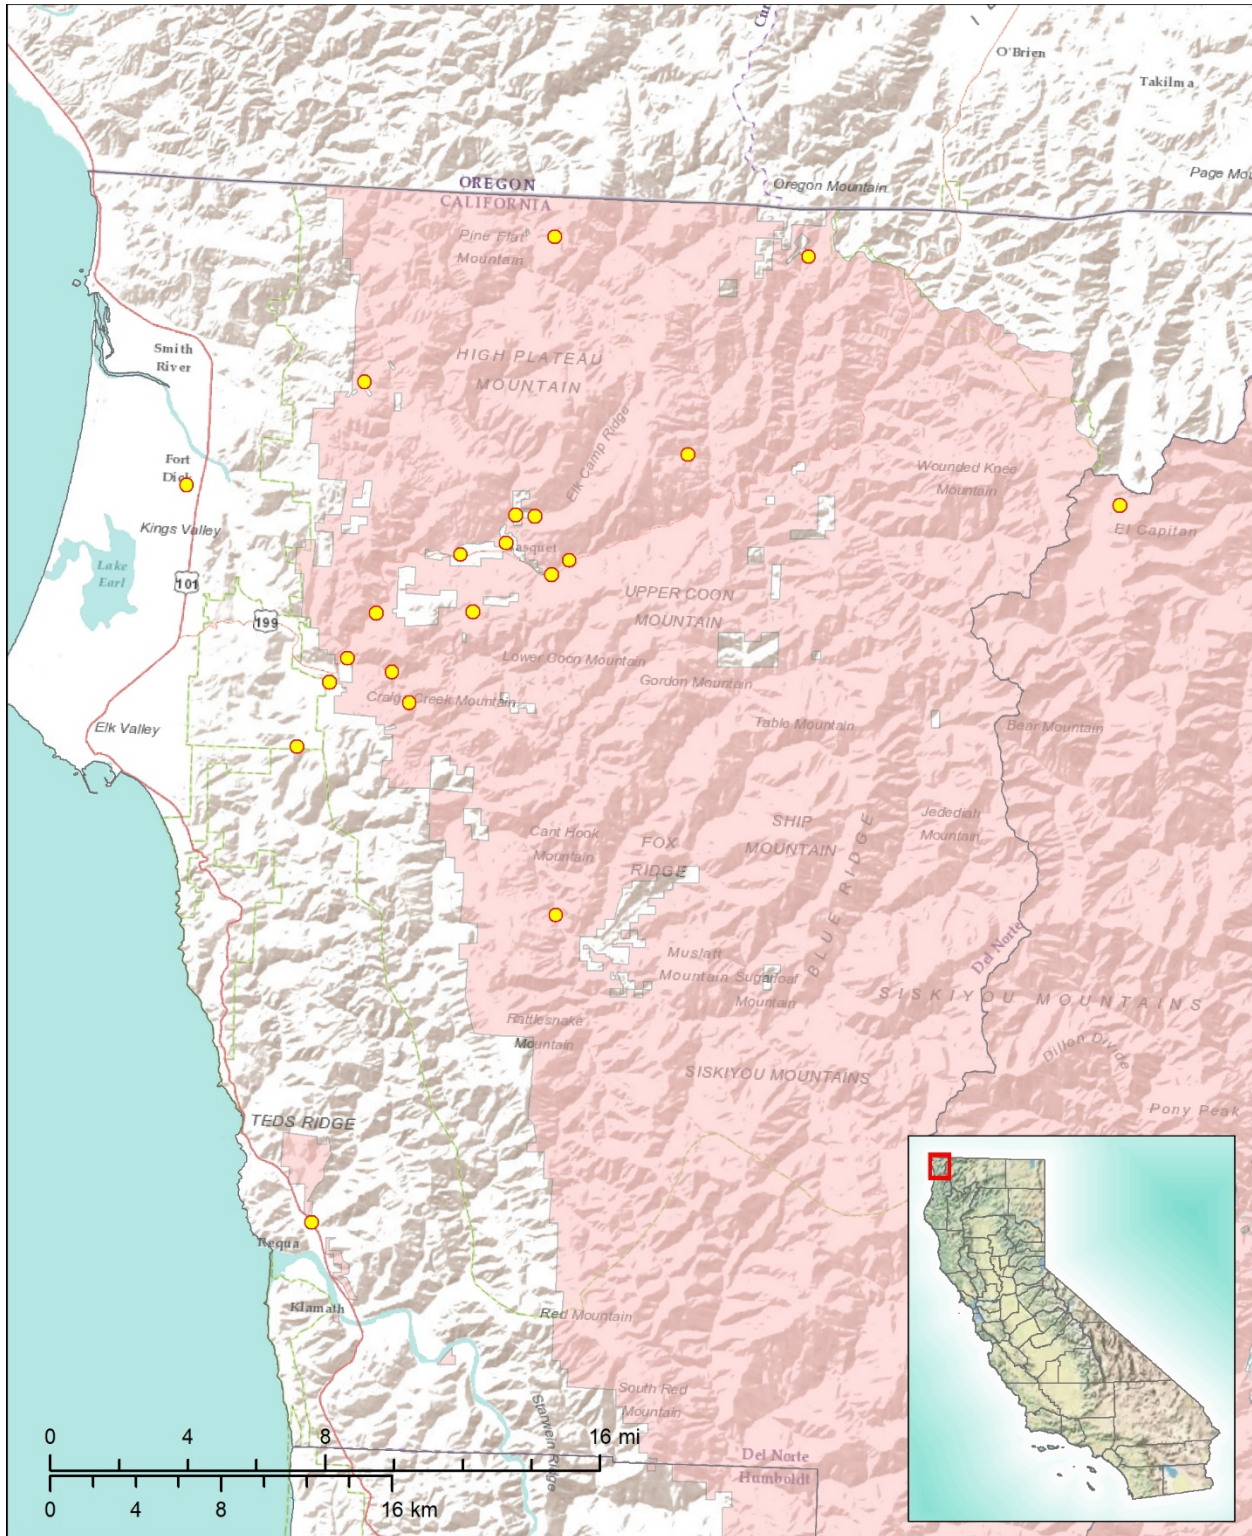 O'Brien
Takilma
Page Mou
Oregon Mountain
OREGON
CALIFORNIA
Pine Flat
Mountain
Smith
River
HIGH PLATEAU
MOUNTAIN
Elk Camp Ridge
Fort
Dick
Wounded Knee
Mountain
Kings Valley
El Capitan
asquet
Lake
Earl
101
UPPER COON
MOUNTAIN
199
Lower Coon Mountain
Gordon Mountain
Craigs Creek Mountain
Table Mountain
Bear Mountain
Elk Valley
Jedediah
Mountain
SHIP
MOUNTAIN
Cant Hook
Mountain
FOX
RIDGE
BLUE RIDGE
Del Norte
Muslatt
Mountain
Sugarloaf
Mountain
SISKIYOU MOUNTAINS
Rattlesnake
Mountain
Dillon Divide
SISKIYOU MOUNTAINS
Pony Peak
TEDS RIDGE
Requa
Klamath
Red Mountain
South Red
Mountain
Starwein Ridge
Del Norte
Humboldt
0 4 8 16 mi
0 4 8 16 km